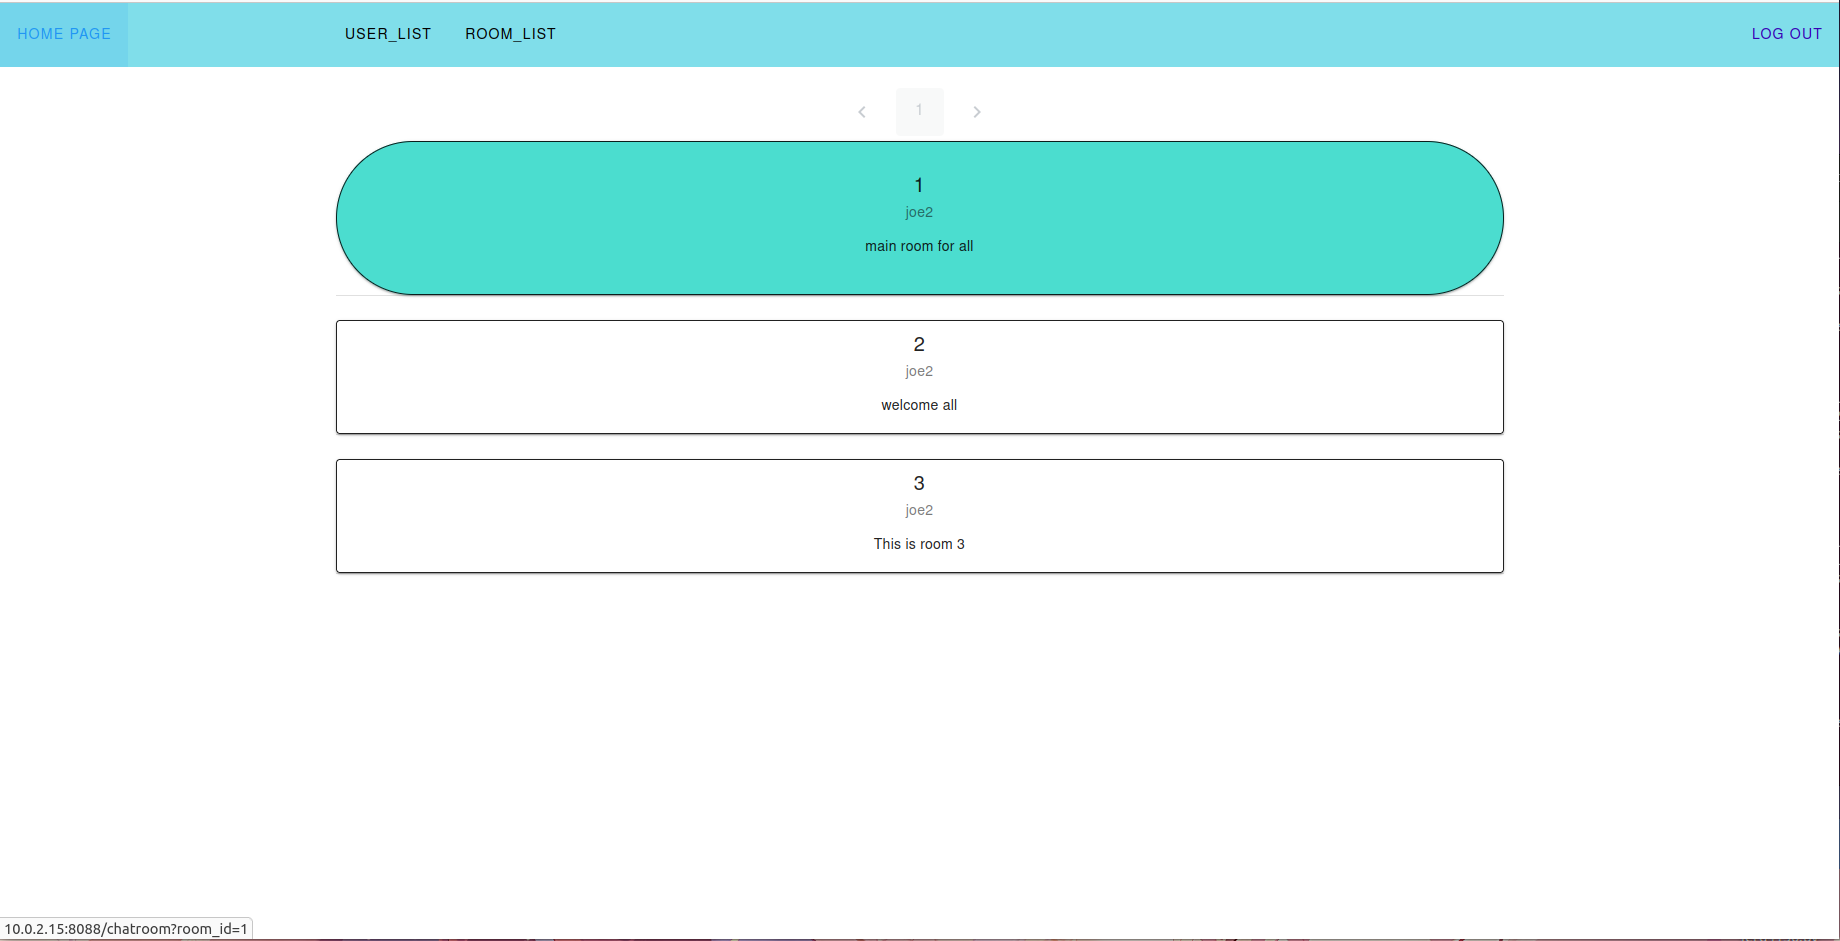 HOME PAGE
USER_LIST
ROOM_LIST
LOG OUT
1
1
joe2
main room for all
2
joe2
welcome all
3
joe2
This is room 3
10.0.2.15:8088/chatroom?room_id=1